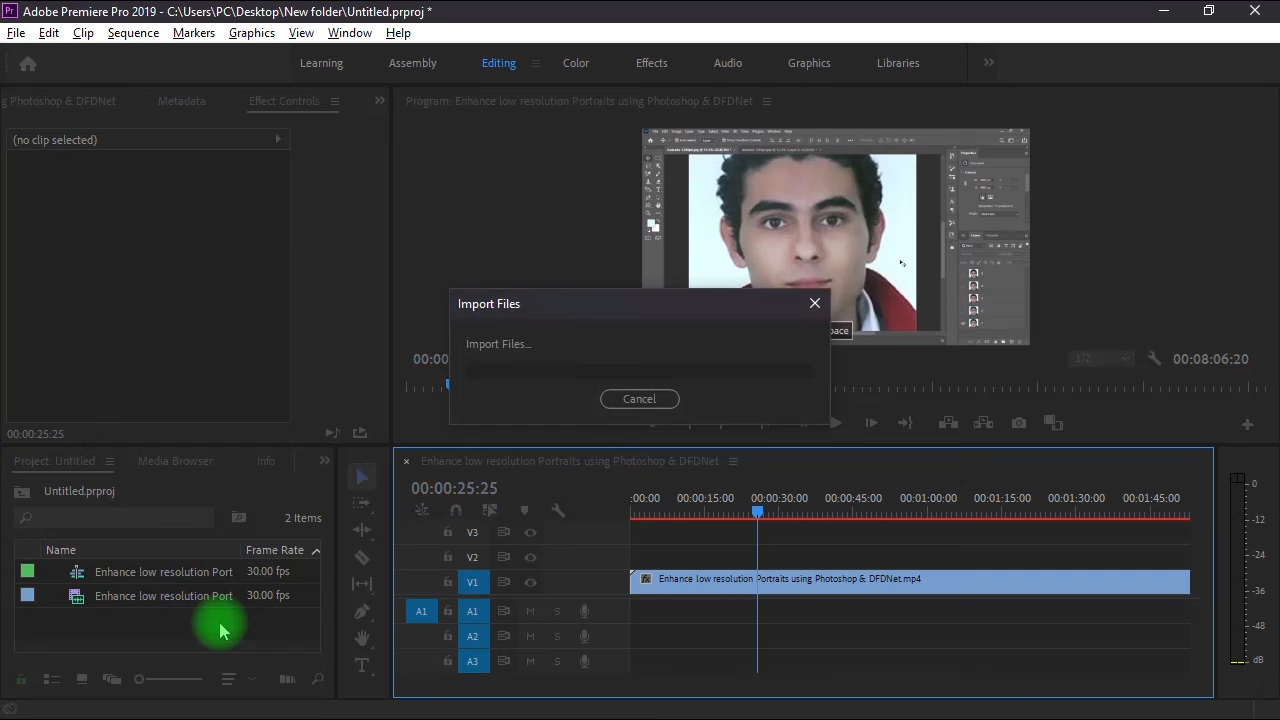 Adobe Premiere Pro 2019 - C:\Users\PC\Desktop\New folder\Untitled.prproj *
File Edit Clip Sequence Markers Graphics View Window Help
Learning Assembly Editing Color Effects Audio Graphics Libraries
g Photoshop & DFDNet Metadata Effect Controls
Program: Enhance low resolution Portraits using Photoshop & DFDNet
(no clip selected)
Import Files
Import Files...
Cancel
pace
00:00
1/2
00:08:06:20
00:00:25:25
Project: Untitled Media Browser Info
Untitled.prproj
2 Items
Name Frame Rate
Enhance low resolution Port 30.00 fps
Enhance low resolution Port 30.00 fps
Enhance low resolution Portraits using Photoshop & DFDNet
00:00:25:25
:00:00 00:00:15:00 00:00:30:00 00:00:45:00 00:01:00:00 00:01:15:00 00:01:30:00 00:01:45:00
V3
V2
V1 Enhance low resolution Portraits using Photoshop & DFDNet.mp4
A1 A1 M S
A2 M S
A3 M S
0
-12
-24
-36
-48
dB